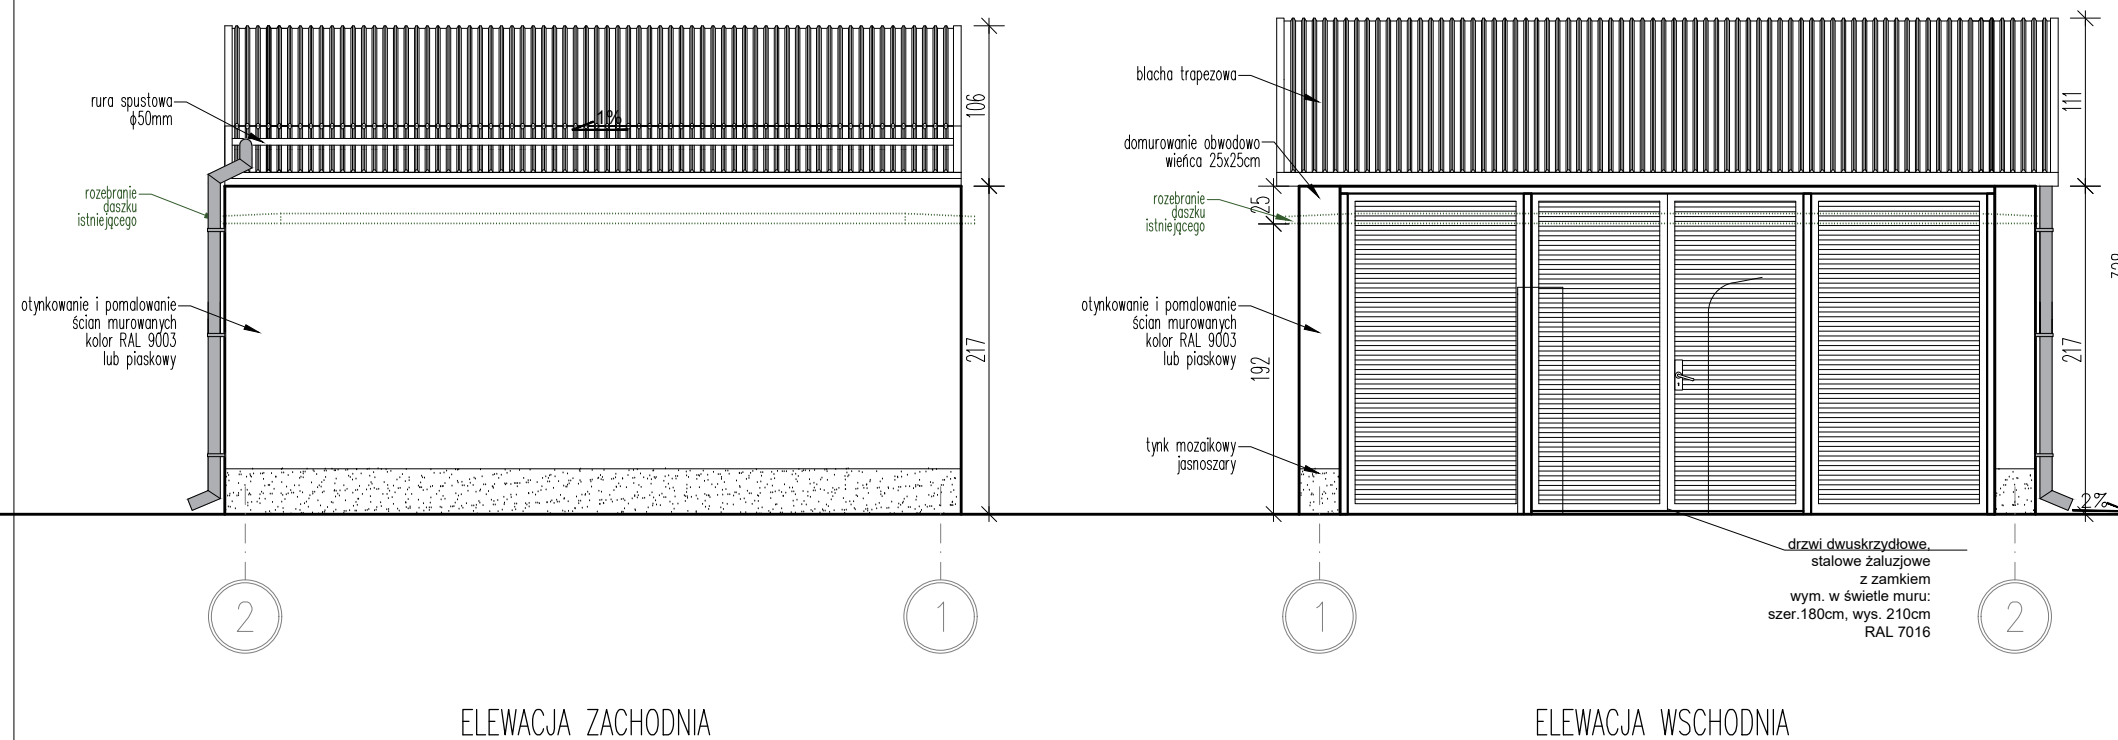 rura spustowa
ϕ50mm
1%
106
rozebranie
daszku
istniejącego
otynkowanie i pomalowanie
ścian murowanych
kolor RAL 9003
lub piaskowy
217
2
1
ELEWACJA ZACHODNIA
blacha trapezowa
111
domurowanie obwodowo
wieńca 25x25cm
rozebranie
daszku
istniejącego
25
otynkowanie i pomalowanie
ścian murowanych
kolor RAL 9003
lub piaskowy
192
217
tynk mozaikowy
jasnoszary
2%
drzwi dwuskrzydłowe,
stalowe żaluzjowe
z zamkiem
wym. w świetle muru:
szer.180cm, wys. 210cm
RAL 7016
1
2
ELEWACJA WSCHODNIA